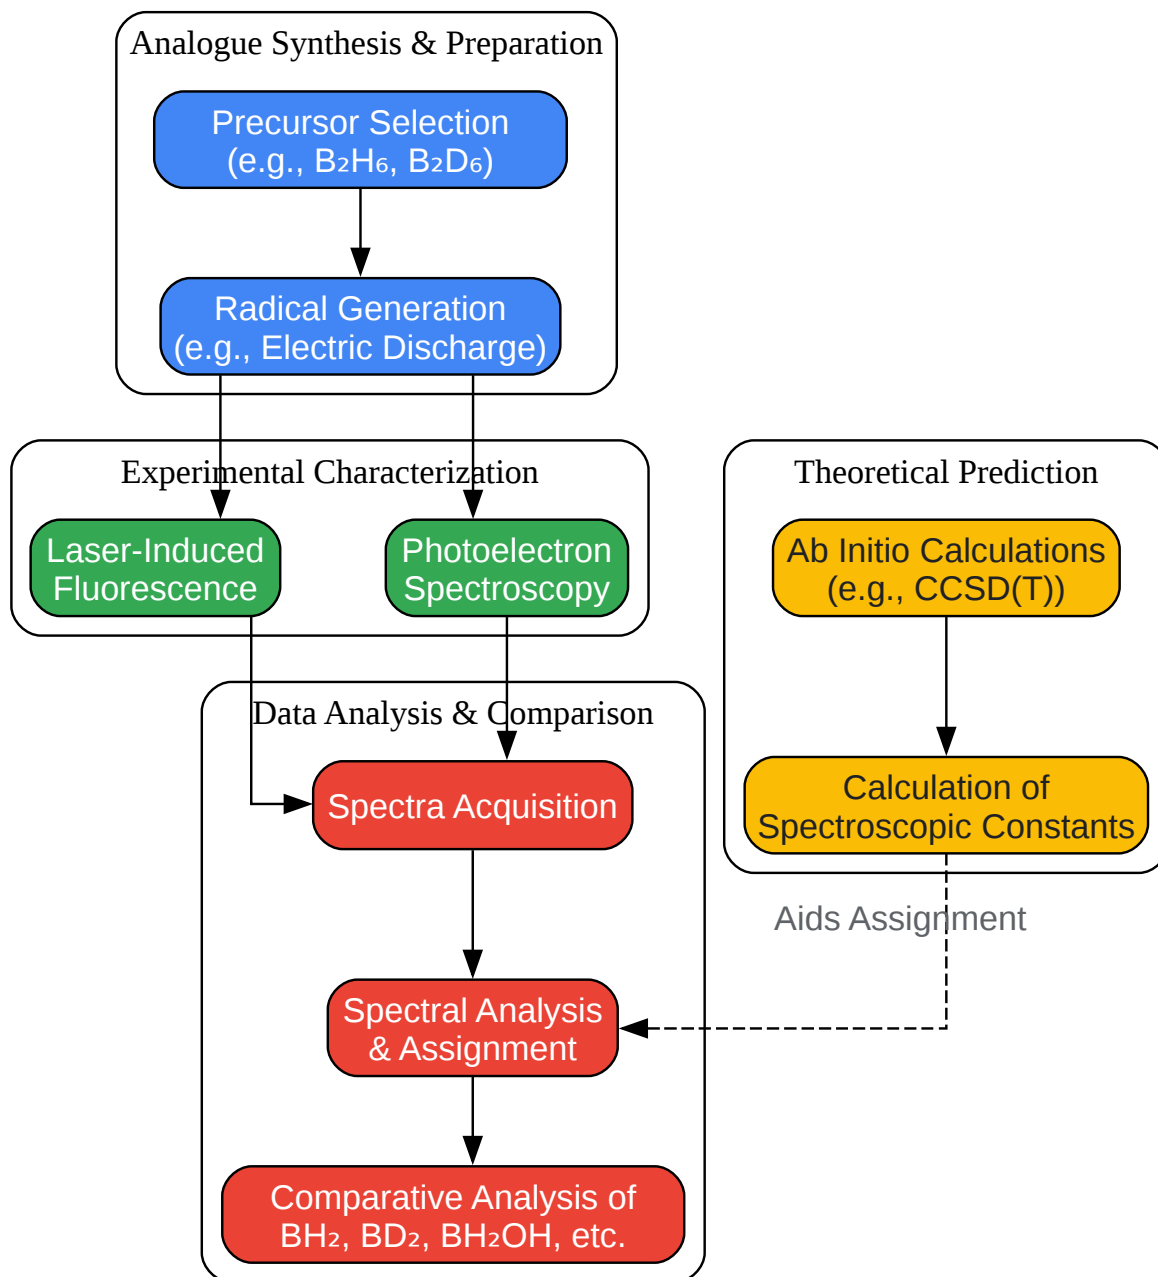 Analogue Synthesis & Preparation
Precursor Selection
(e.g., B₂H₆, B₂D₆)
Radical Generation
(e.g., Electric Discharge)
Experimental Characterization
Laser-Induced
Fluorescence
Photoelectron
Spectroscopy
Theoretical Prediction
Ab Initio Calculations
(e.g., CCSD(T))
Calculation of
Spectroscopic Constants
Aids Assignment
Data Analysis & Comparison
Spectra Acquisition
Spectral Analysis
& Assignment
Comparative Analysis of
BH₂, BD₂, BH₂OH, etc.